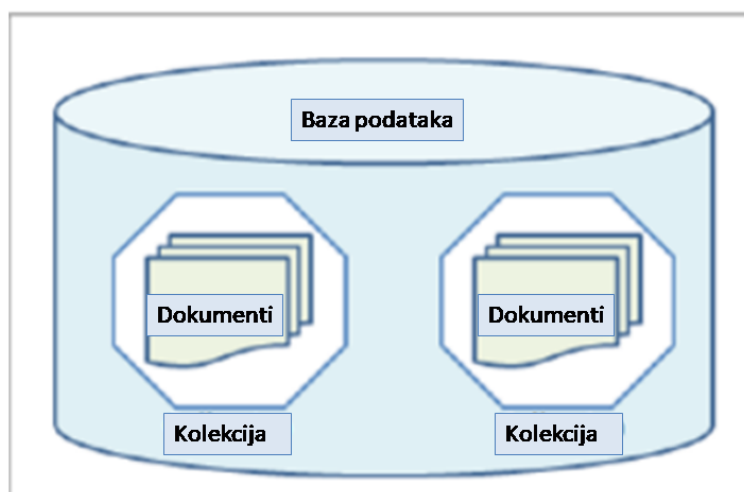 Baza podataka
Dokumenti
Dokumenti
Kolekcija
Kolekcija